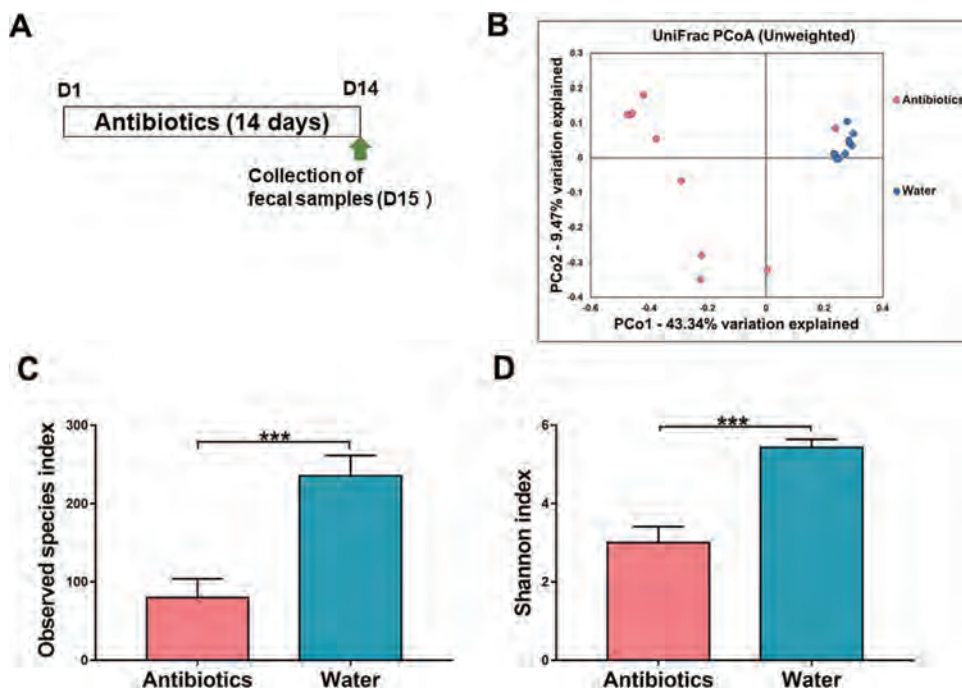 A
D1
D14
Antibiotics (14 days)
Collection of
fecal samples (D15 )
B
UniFrac PCoA (Unweighted)
PCo2 - 9.47% variation explained
0.3
0.2
0.1
0
-0.1
-0.2
-0.3
-0.4
-0.6
-0.4
-0.2
0
0.2
0.4
PCo1 - 43.34% variation explained
Antibiotics
Water
C
Observed species index
300
200
100
0
***
Antibiotics
Water
D
Shannon index
6
4
2
0
***
Antibiotics
Water